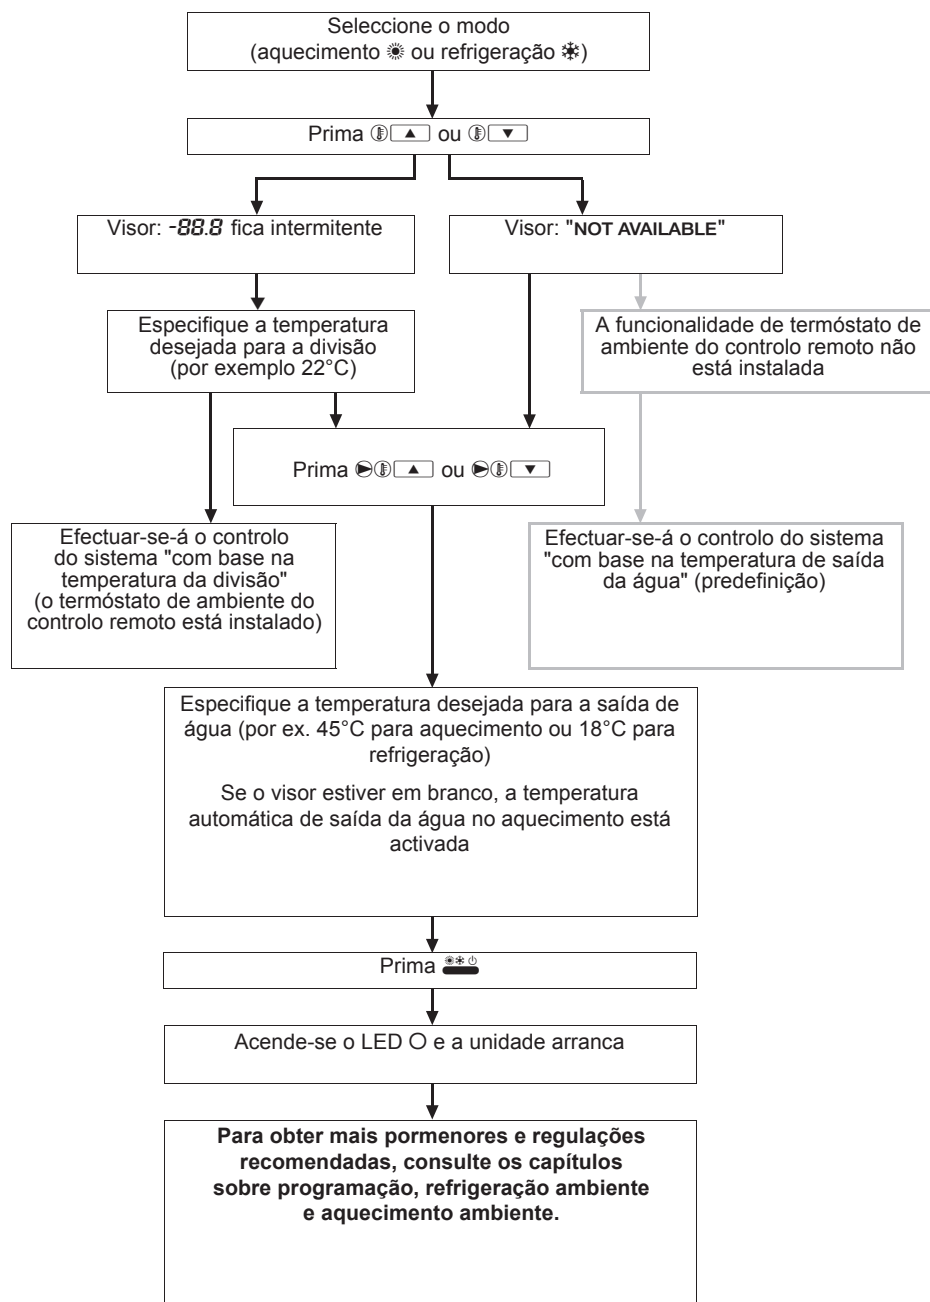 Seleccione o modo
(aquecimento ☀ ou refrigeração ❄)
Prima ▲ ou ▼
Visor: -88.8 fica intermitente
Visor: "NOT AVAILABLE"
Especifique a temperatura
desejada para a divisão
(por exemplo 22°C)
A funcionalidade de termóstato de
ambiente do controlo remoto não
está instalada
Prima ▲ ou ▼
Efectuar-se-á o controlo
do sistema "com base na
temperatura da divisão"
(o termóstato de ambiente do
controlo remoto está instalado)
Efectuar-se-á o controlo do sistema
"com base na temperatura de saída
da água" (predefinição)
Especifique a temperatura desejada para a saída de
água (por ex. 45°C para aquecimento ou 18°C para
refrigeração)
Se o visor estiver em branco, a temperatura
automática de saída da água no aquecimento está
activada
Prima
Acende-se o LED O e a unidade arranca
Para obter mais pormenores e regulações
recomendadas, consulte os capítulos
sobre programação, refrigeração ambiente
e aquecimento ambiente.